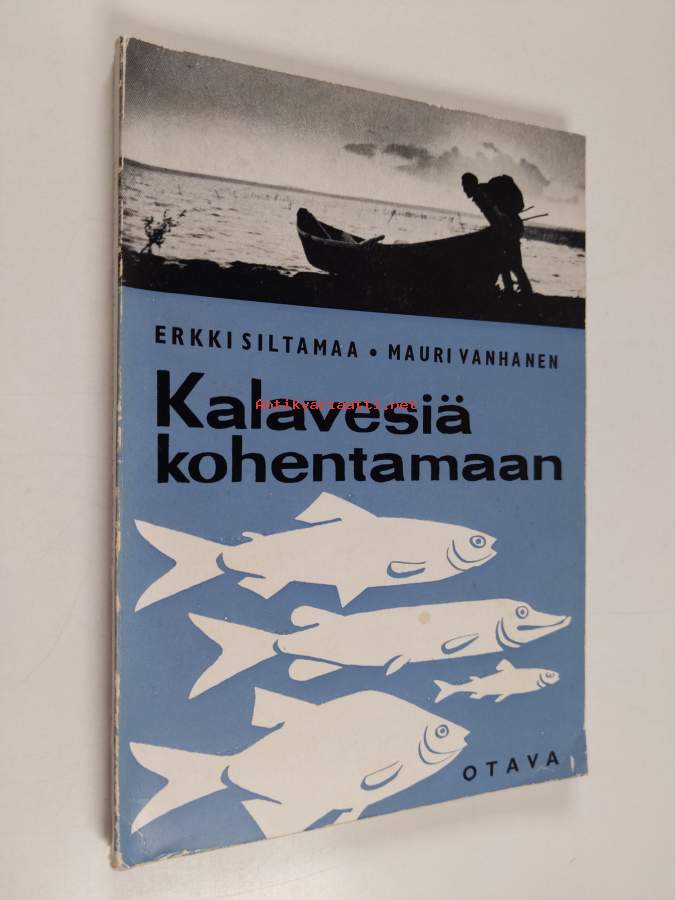 ERKKI SILTAMAA • MAURI VANHANEN
Kalavesiä
Antikvariaatti.net
kohentamaan
OTAVA